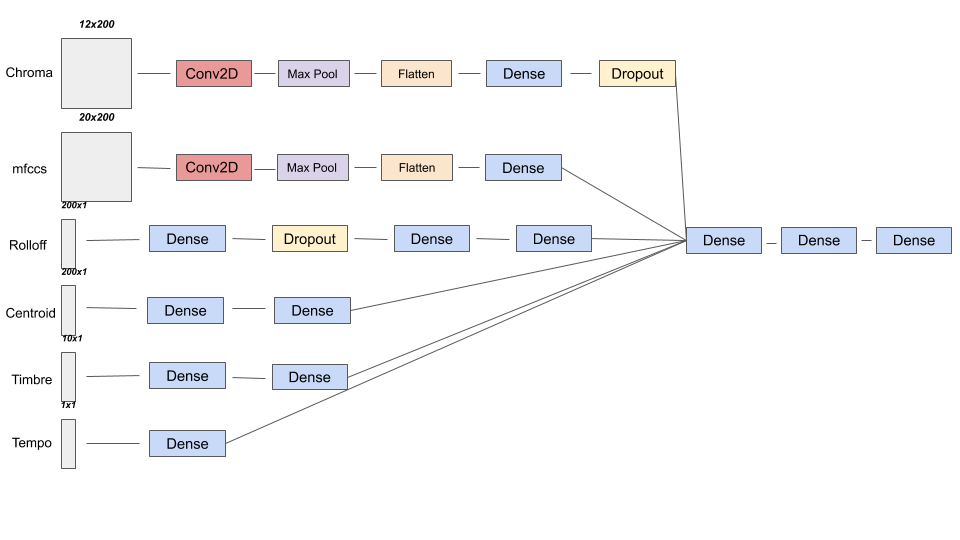 12x200
Chroma
Conv2D
Max Pool
Flatten
Dense
Dropout
20x200
mfccs
Conv2D
Max Pool
Flatten
Dense
200x1
Rolloff
Dense
Dropout
Dense
Dense
Dense
Dense
Dense
200x1
Centroid
Dense
Dense
10x1
Timbre
Dense
Dense
1x1
Tempo
Dense